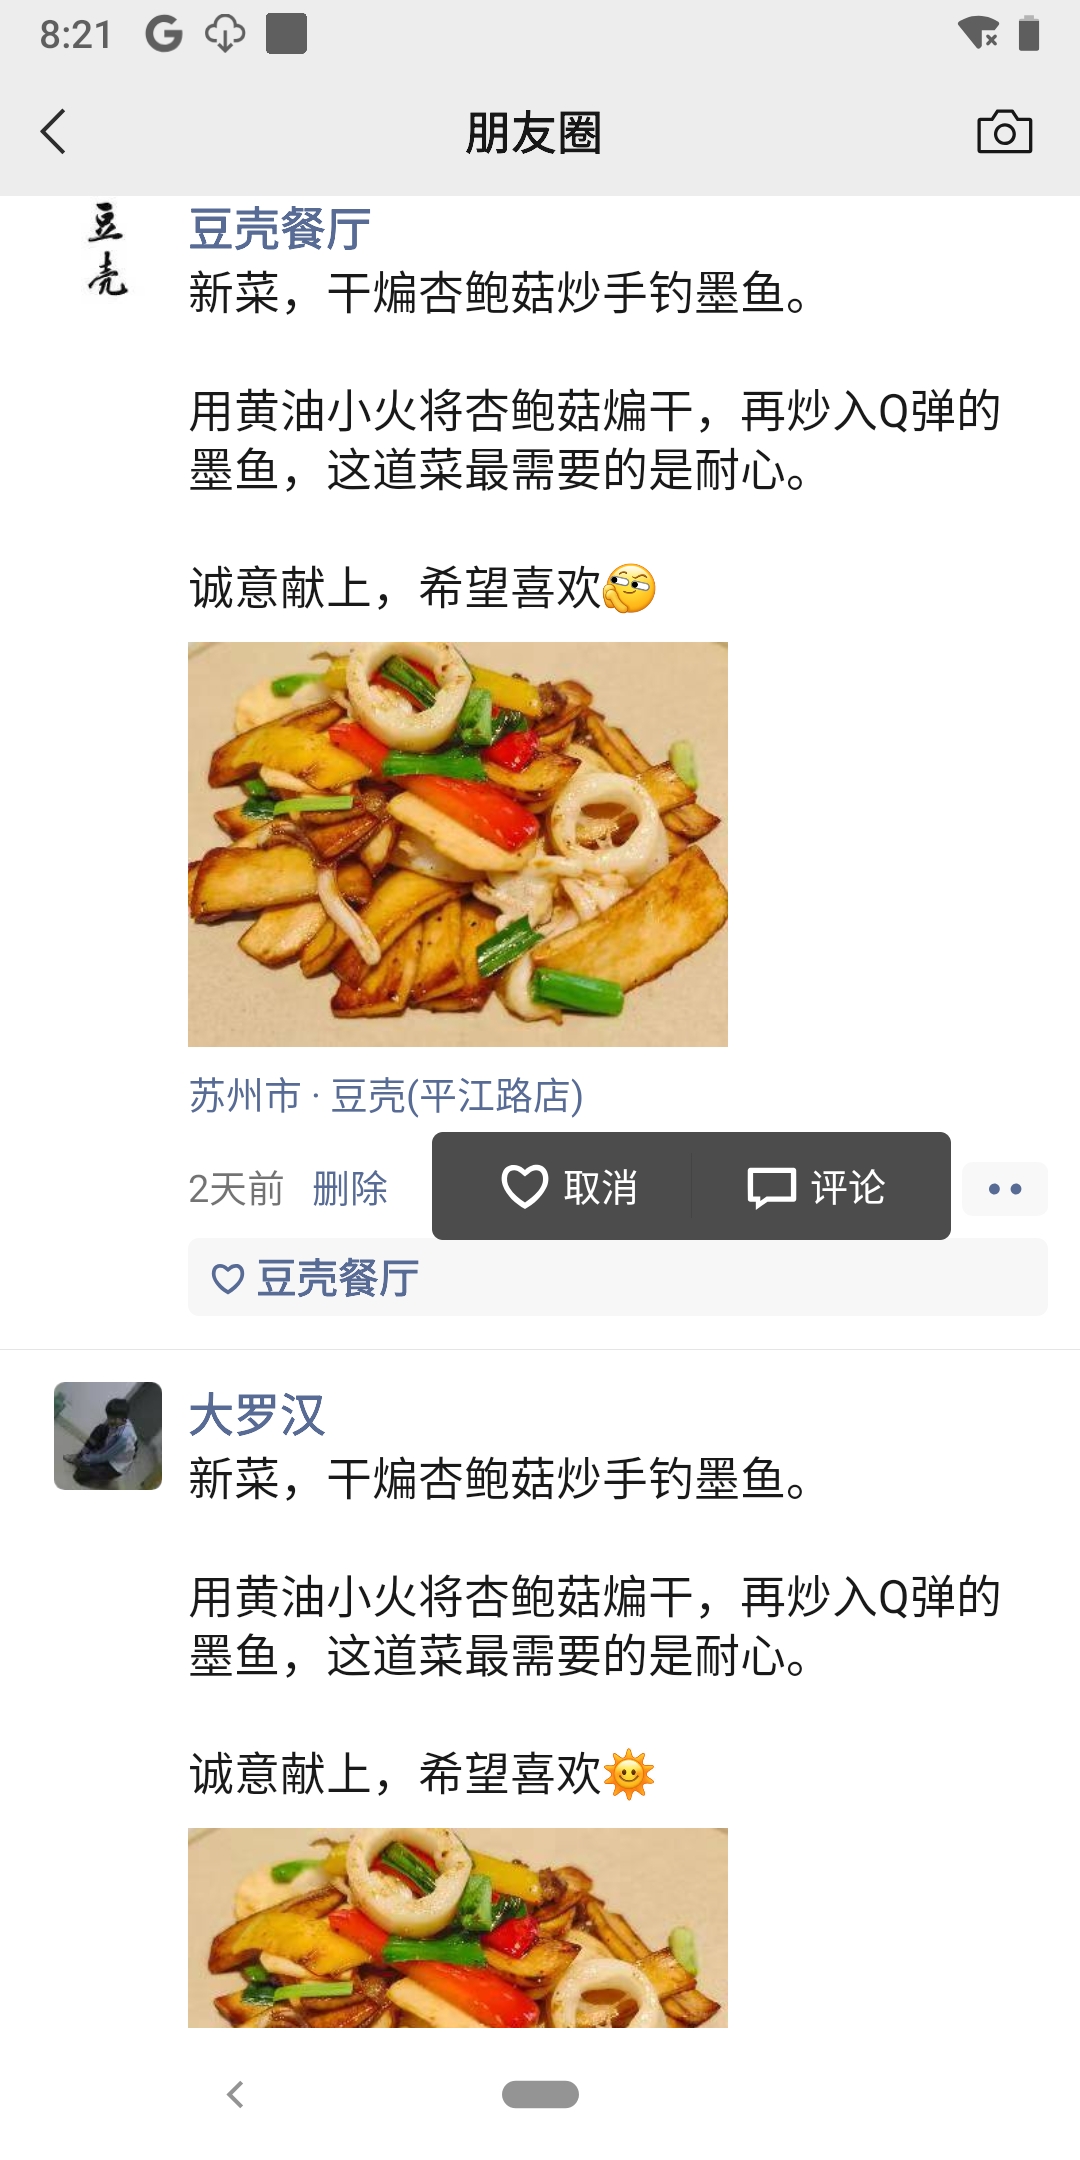 8:21
朋友圈
豆壳
豆壳餐厅
新菜，干煸杏鲍菇炒手钓墨鱼。
用黄油小火将杏鲍菇煸干，再炒入Q弹的
墨鱼，这道菜最需要的是耐心。
诚意献上，希望喜欢
苏州市 · 豆壳(平江路店)
2天前 删除 取消 评论
豆壳餐厅
大罗汉
新菜，干煸杏鲍菇炒手钓墨鱼。
用黄油小火将杏鲍菇煸干，再炒入Q弹的
墨鱼，这道菜最需要的是耐心。
诚意献上，希望喜欢